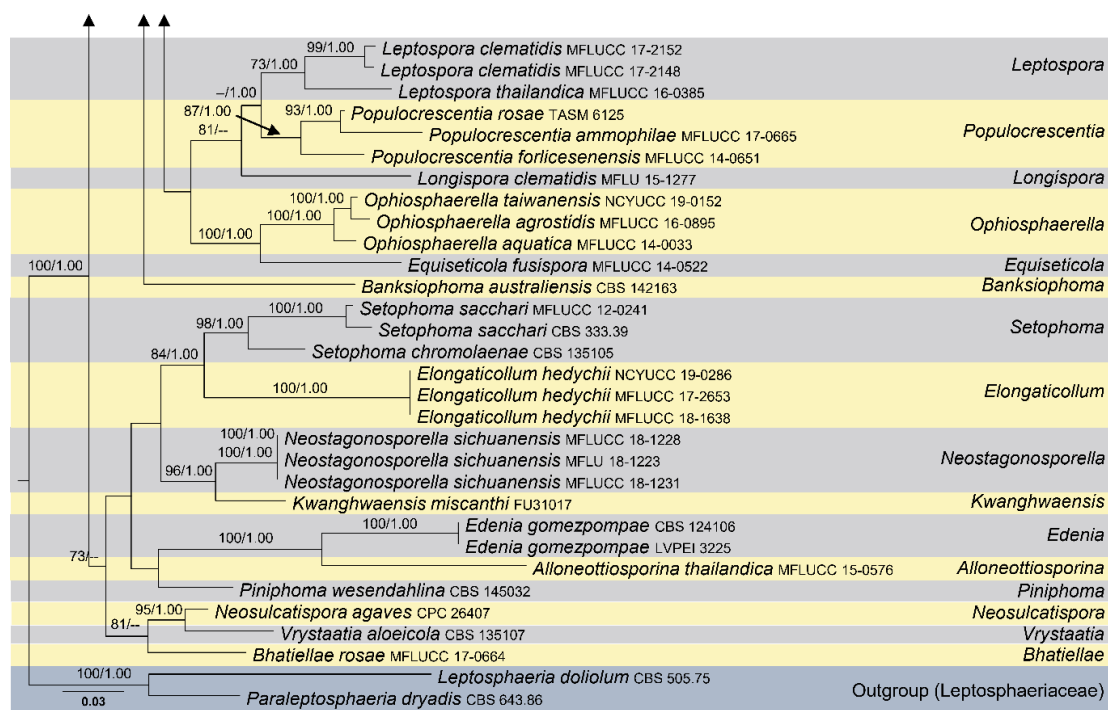 99/1.00
Leptospora clematidis MFLUCC 17-2152
73/1.00
Leptospora clematidis MFLUCC 17-2148
Leptospora
–/1.00
Leptospora thailandica MFLUCC 16-0385
87/1.00
93/1.00
Populocrescentia rosae TASM 6125
81/--
Populocrescentia ammophilae MFLUCC 17-0665
Populocrescentia
Populocrescentia forlicesenensis MFLUCC 14-0651
Longispora clematidis MFLU 15-1277
Longispora
Ophiosphaerella taiwanensis NCYUCC 19-0152
100/1.00
Ophiosphaerella agrostidis MFLUCC 16-0895
Ophiosphaerella
100/1.00
Ophiosphaerella aquatica MFLUCC 14-0033
100/1.00
Equiseticola fusispora MFLUCC 14-0522
Equiseticola
Banksiophoma australiensis CBS 142163
Banksiophoma
100/1.00
Setophoma sacchari MFLUCC 12-0241
98/1.00
Setophoma sacchari CBS 333.39
Setophoma
84/1.00
Setophoma chromolaenae CBS 135105
Elongaticollum hedychii NCYUCC 19-0286
100/1.00
Elongaticollum hedychii MFLUCC 17-2653
Elongaticollum
Elongaticollum hedychii MFLUCC 18-1638
100/1.00
Neostagonosporella sichuanensis MFLUCC 18-1228
100/1.00
Neostagonosporella sichuanensis MFLU 18-1223
Neostagonosporella
96/1.00
Neostagonosporella sichuanensis MFLUCC 18-1231
Kwanghwaensis miscanthi FU31017
Kwanghwaensis
100/1.00
Edenia gomezpompae CBS 124106
Edenia
100/1.00
Edenia gomezpompae LVPEI 3225
73/--
Alloneottiosporina thailandica MFLUCC 15-0576
Alloneottiosporina
Piniphoma wesendahlina CBS 145032
Piniphoma
95/1.00
Neosulcatispora agaves CPC 26407
Neosulcatispora
81/--
Vrystaatia aloeicola CBS 135107
Vrystaatia
Bhatiellae rosae MFLUCC 17-0664
Bhatiellae
100/1.00
Leptosphaeria doliolum CBS 505.75
0.03
Paraleptosphaeria dryadis CBS 643.86
Outgroup (Leptosphaeriaceae)